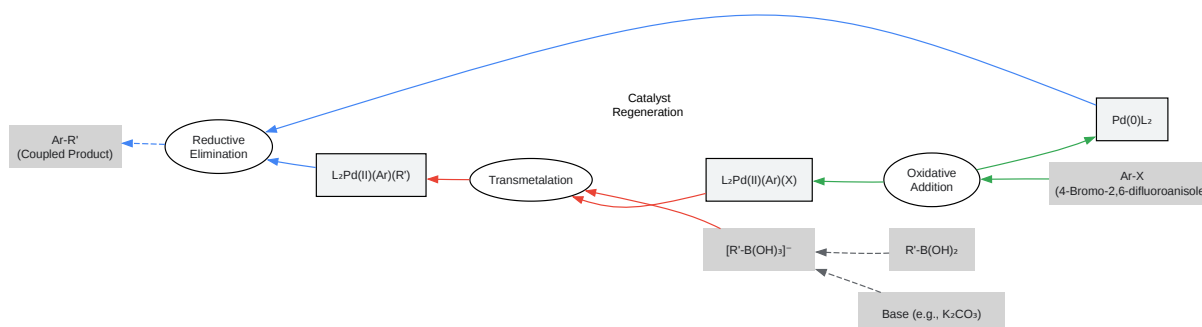 Catalyst
Regeneration
Pd(0)L₂
Ar-R'
(Coupled Product)
Reductive
Elimination
L₂Pd(II)(Ar)(R')
Transmetalation
L₂Pd(II)(Ar)(X)
Oxidative
Addition
Ar-X
(4-Bromo-2,6-difluoroanisole
[R'-B(OH)₃]⁻
R'-B(OH)₂
Base (e.g., K₂CO₃)